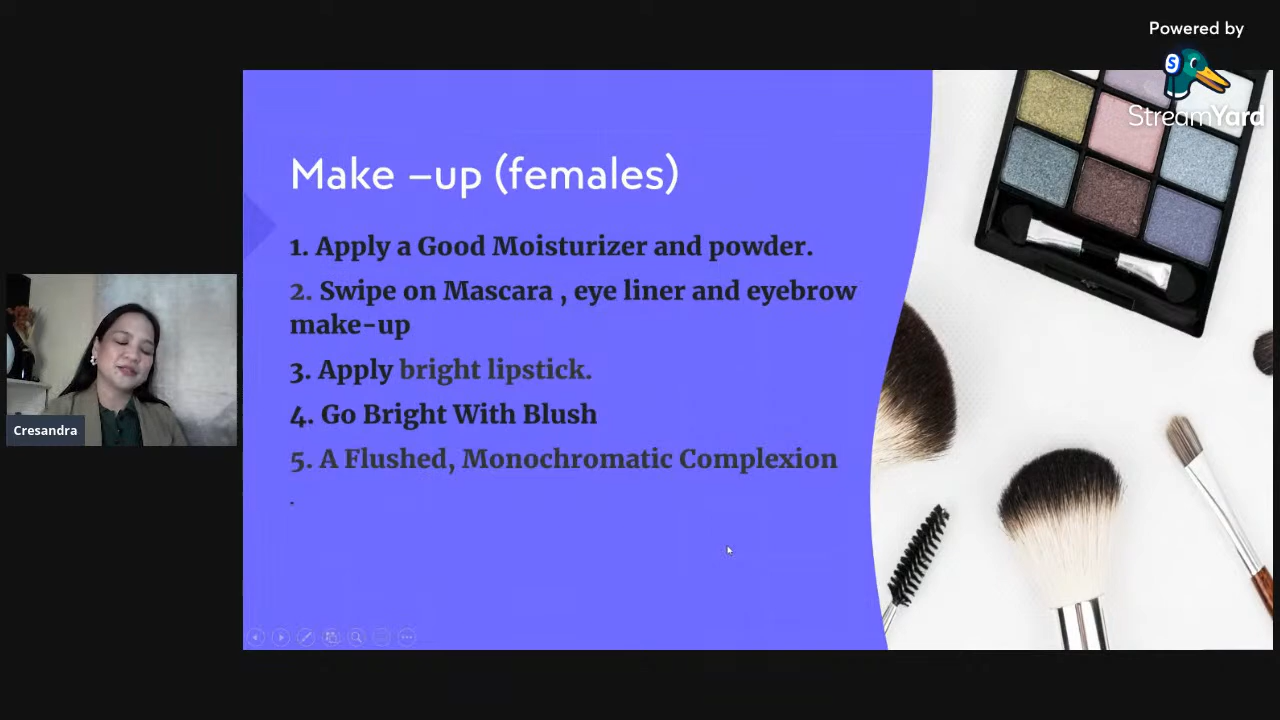 Powered by
StreamYard
Make –up (females)
1. Apply a Good Moisturizer and powder.
2. Swipe on Mascara , eye liner and eyebrow
make-up
3. Apply bright lipstick.
4. Go Bright With Blush
5. A Flushed, Monochromatic Complexion
.
Cresandra